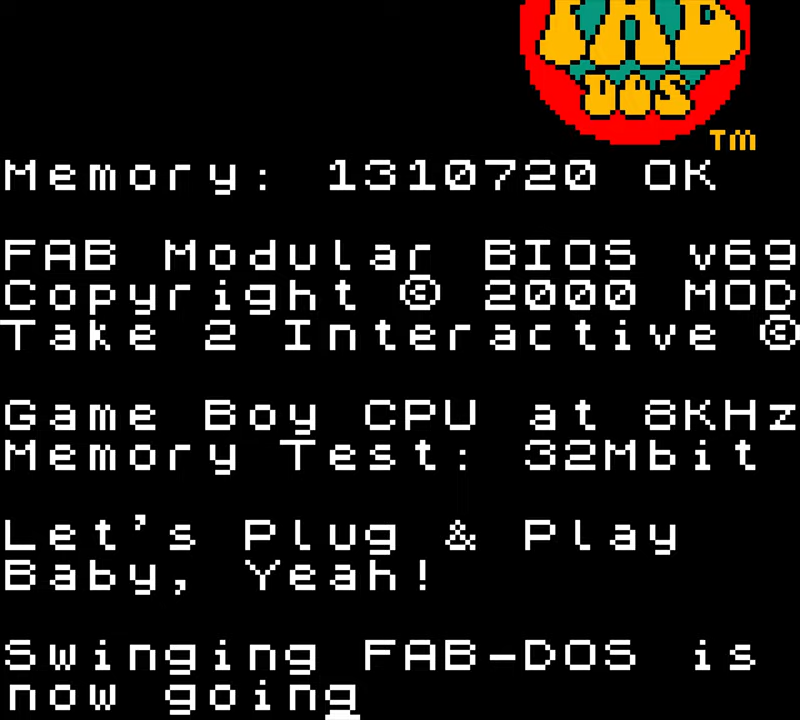 FAB
DOS
TM
Memory: 1310720 OK
FAB Modular BIOS v69
Copyright © 2000 MOD
Take 2 Interactive ©
Game Boy CPU at 8KHz
Memory Test: 32Mbit
Let's Plug & Play
Baby, Yeah!
Swinging FAB-DOS is
now going